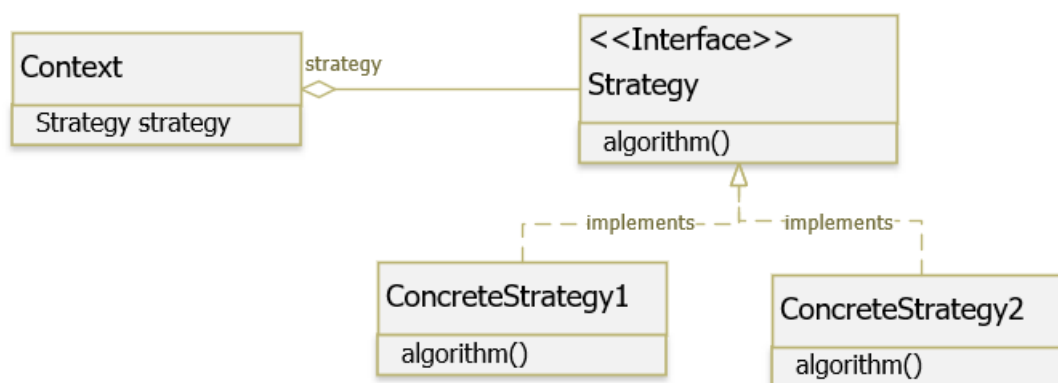 Context
Strategy strategy
strategy
<<Interface>>
Strategy
algorithm()
implements
implements
ConcreteStrategy1
algorithm()
ConcreteStrategy2
algorithm()